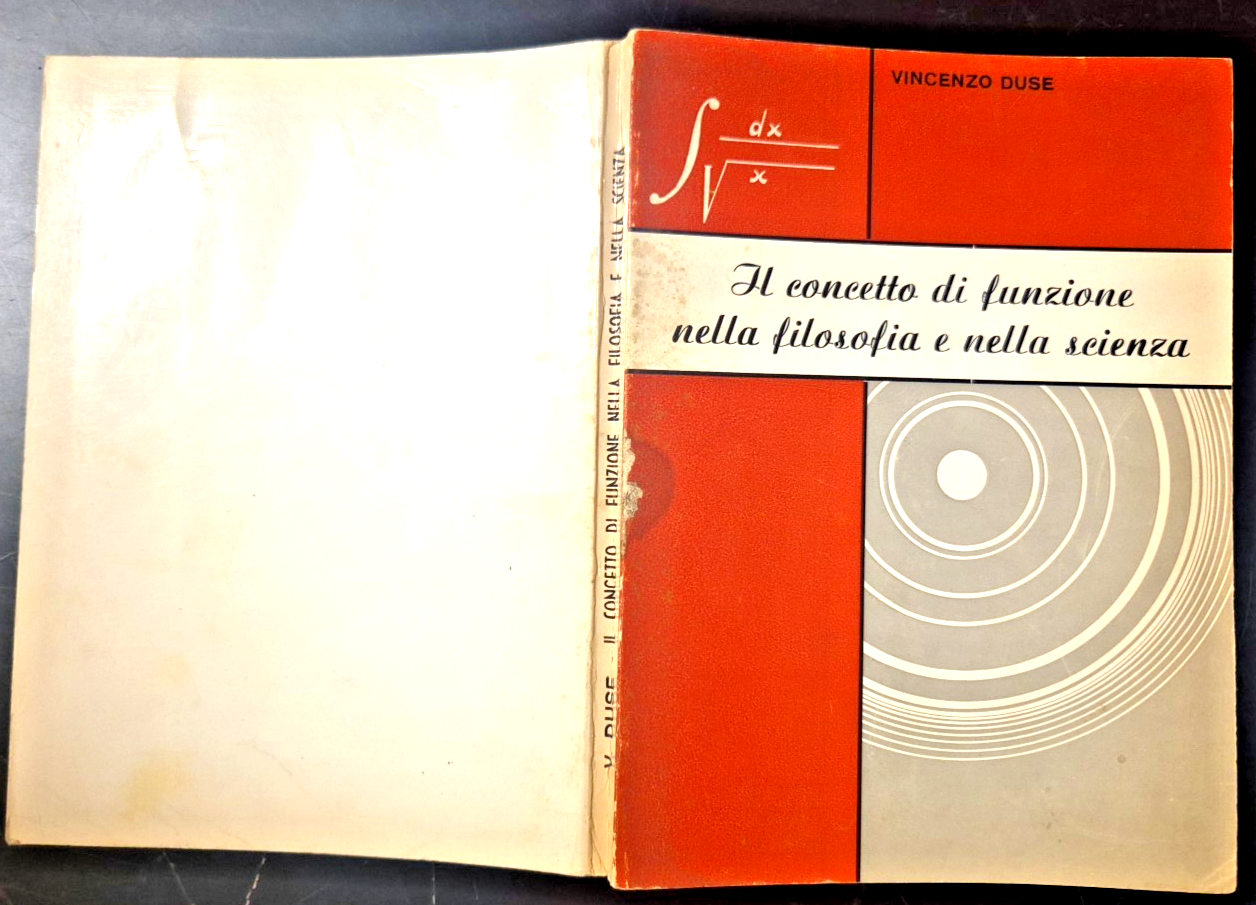 V. DUSE - IL CONCETTO DI FUNZIONE NELLA FILOSOFIA E NELLA SCIENZA
VINCENZO DUSE
∫ dx
√x
Il concetto di funzione
nella filosofia e nella scienza